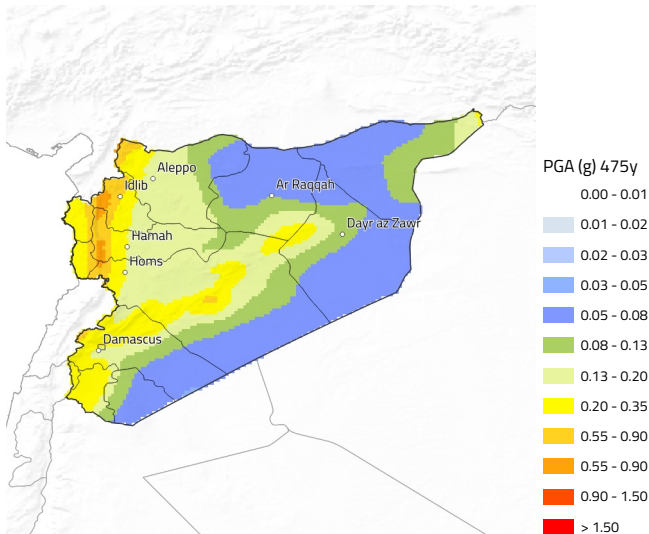 Aleppo
Idlib
Ar Raqqah
Dayr az Zawr
Hamah
Homs
Damascus
PGA (g) 475y
0.00 - 0.01
0.01 - 0.02
0.02 - 0.03
0.03 - 0.05
0.05 - 0.08
0.08 - 0.13
0.13 - 0.20
0.20 - 0.35
0.55 - 0.90
0.55 - 0.90
0.90 - 1.50
> 1.50